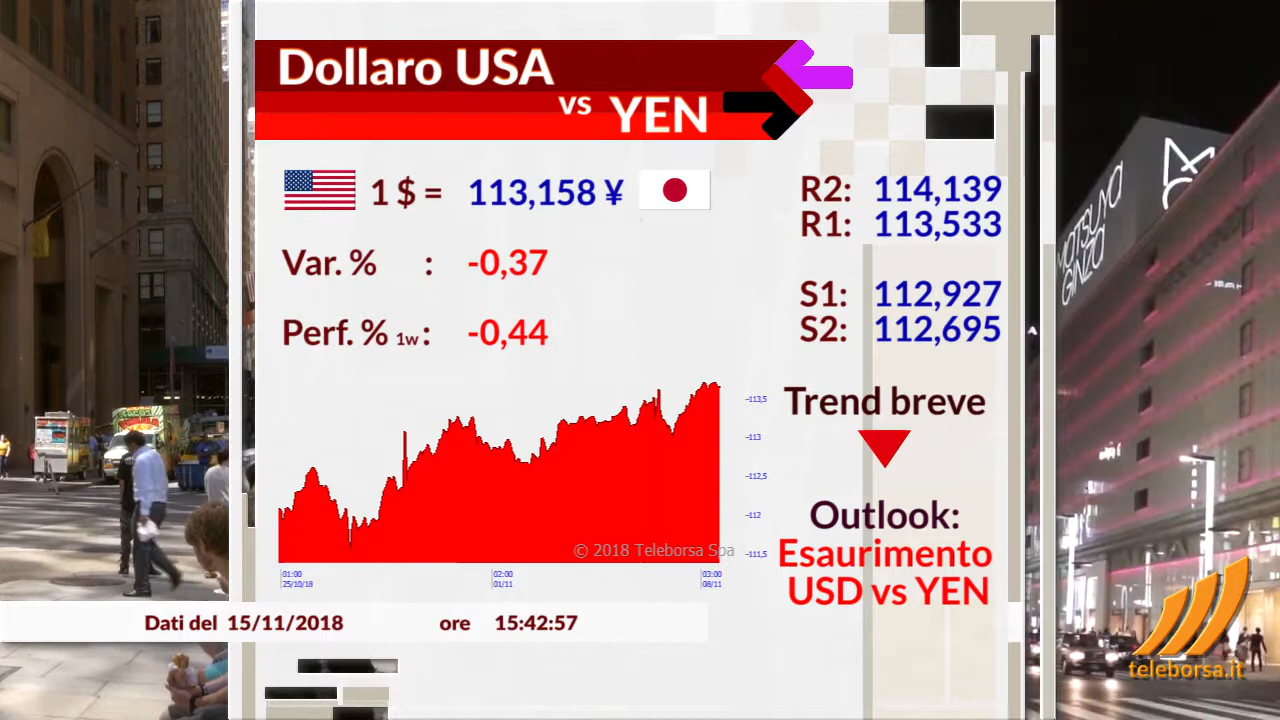 Dollaro USA
vs YEN
1 $ = 113,158 ¥
Var. % : -0,37
Perf. % 1w : -0,44
R2: 114,139
R1: 113,533
S1: 112,927
S2: 112,695
Trend breve
Outlook:
Esaurimento
USD vs YEN
113,5
113
112,5
112
111,5
© 2018 Teleborsa Spa
01:00 02:00 03:00
25/10/18 01/11 08/11
Dati del 15/11/2018 ore 15:42:57
MATSUYA
GINZA
teleborsa.it